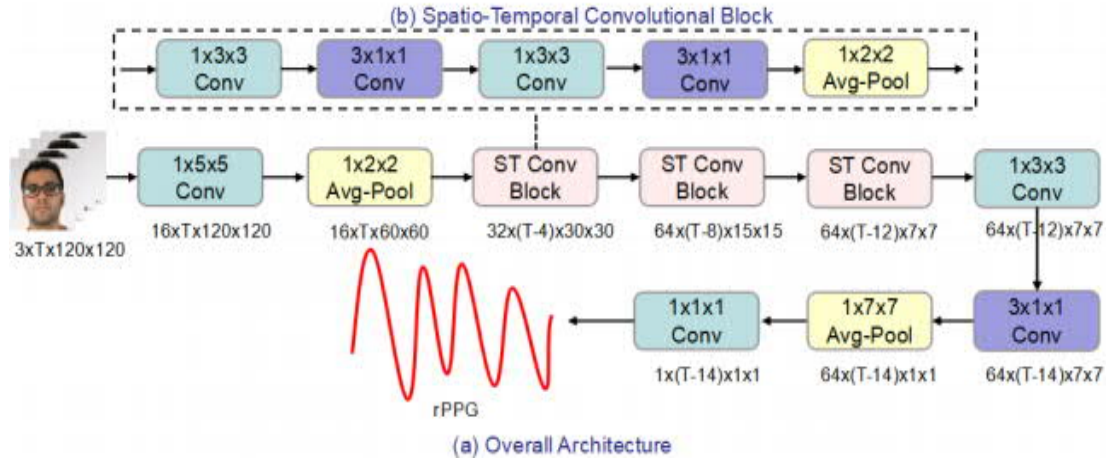 (b) Spatio-Temporal Convolutional Block
1x3x3
Conv
3x1x1
Conv
1x3x3
Conv
3x1x1
Conv
1x2x2
Avg-Pool
1x5x5
Conv
1x2x2
Avg-Pool
ST Conv
Block
ST Conv
Block
ST Conv
Block
1x3x3
Conv
3xTx120x120
16xTx120x120
16xTx60x60
32x(T-4)x30x30
64x(T-8)x15x15
64x(T-12)x7x7
64x(T-12)x7x7
1x1x1
Conv
1x7x7
Avg-Pool
3x1x1
Conv
1x(T-14)x1x1
64x(T-14)x1x1
64x(T-14)x7x7
rPPG
(a) Overall Architecture